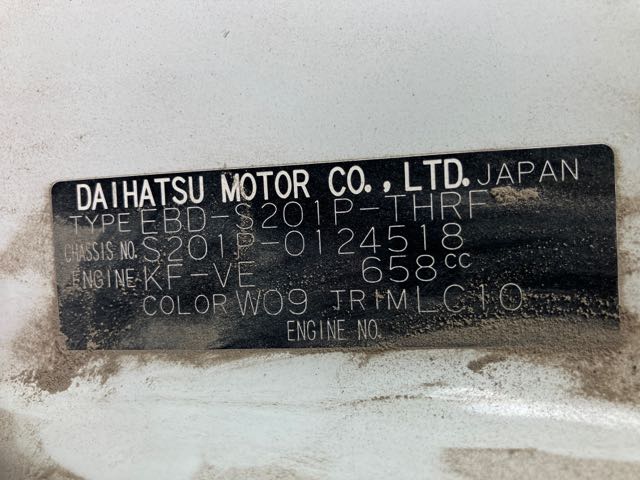 DAIHATSU MOTOR CO., LTD. JAPAN
TYPE EBD-S201P-THRF
CHASSIS NO. S201P-0124518
ENGINE KF-VE 658cc
COLOR W09 TRIM LC10
ENGINE NO.